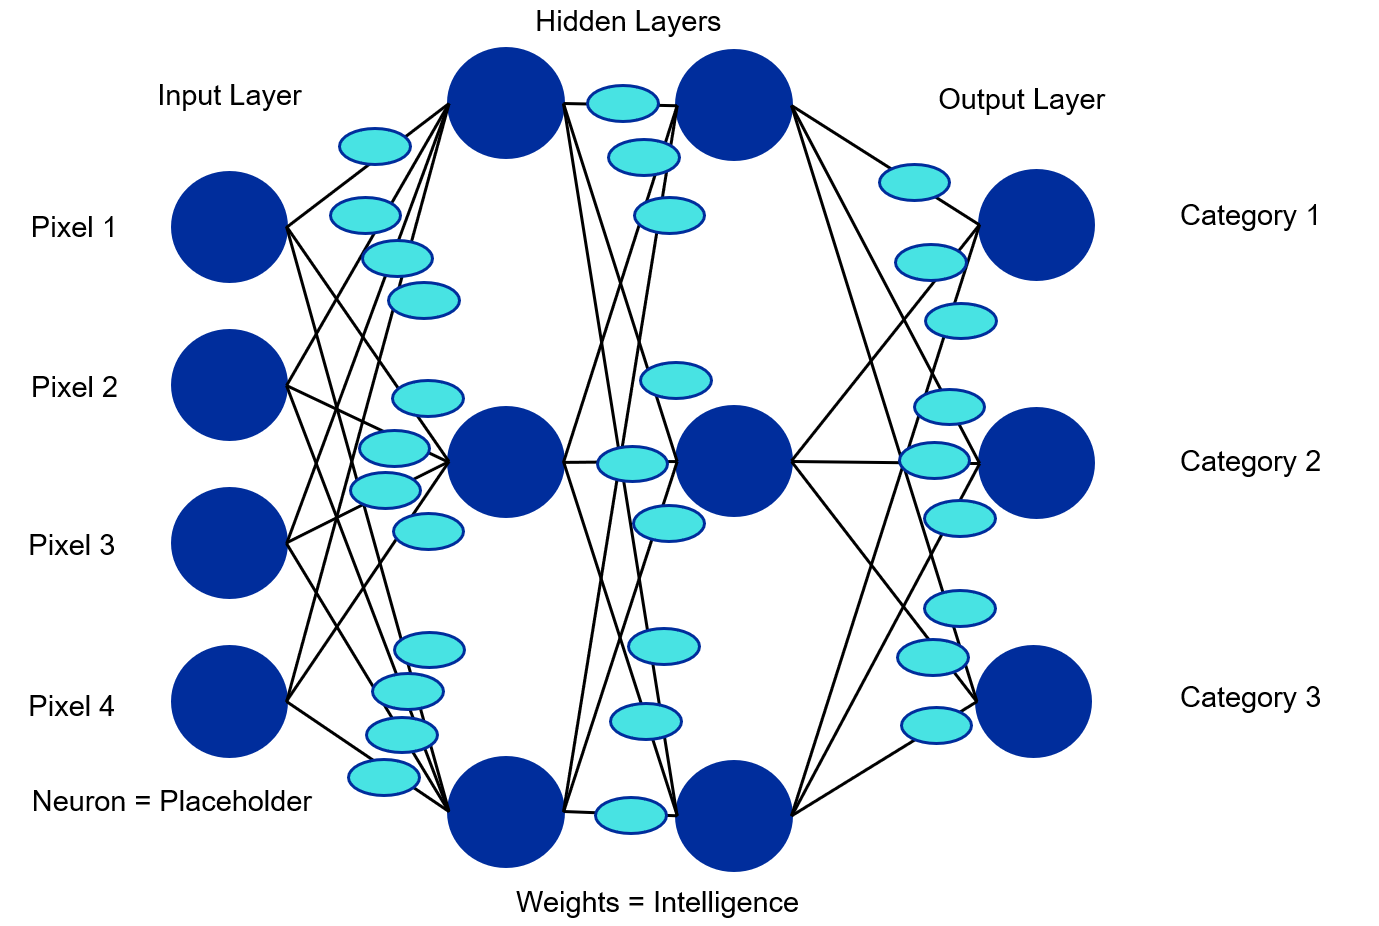 Hidden Layers
Input Layer
Output Layer
Pixel 1
Category 1
Pixel 2
Category 2
Pixel 3
Category 3
Pixel 4
Neuron = Placeholder
Weights = Intelligence